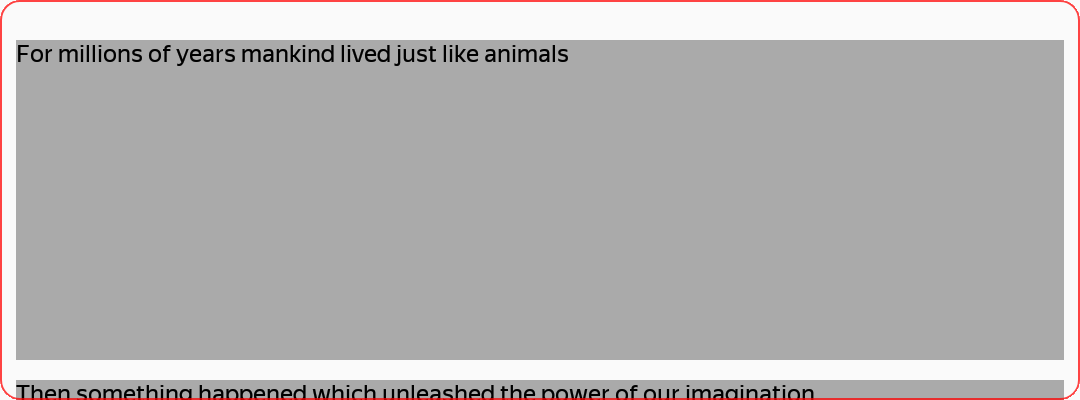 For millions of years mankind lived just like animals
Then something happened which unleashed the power of our imagination